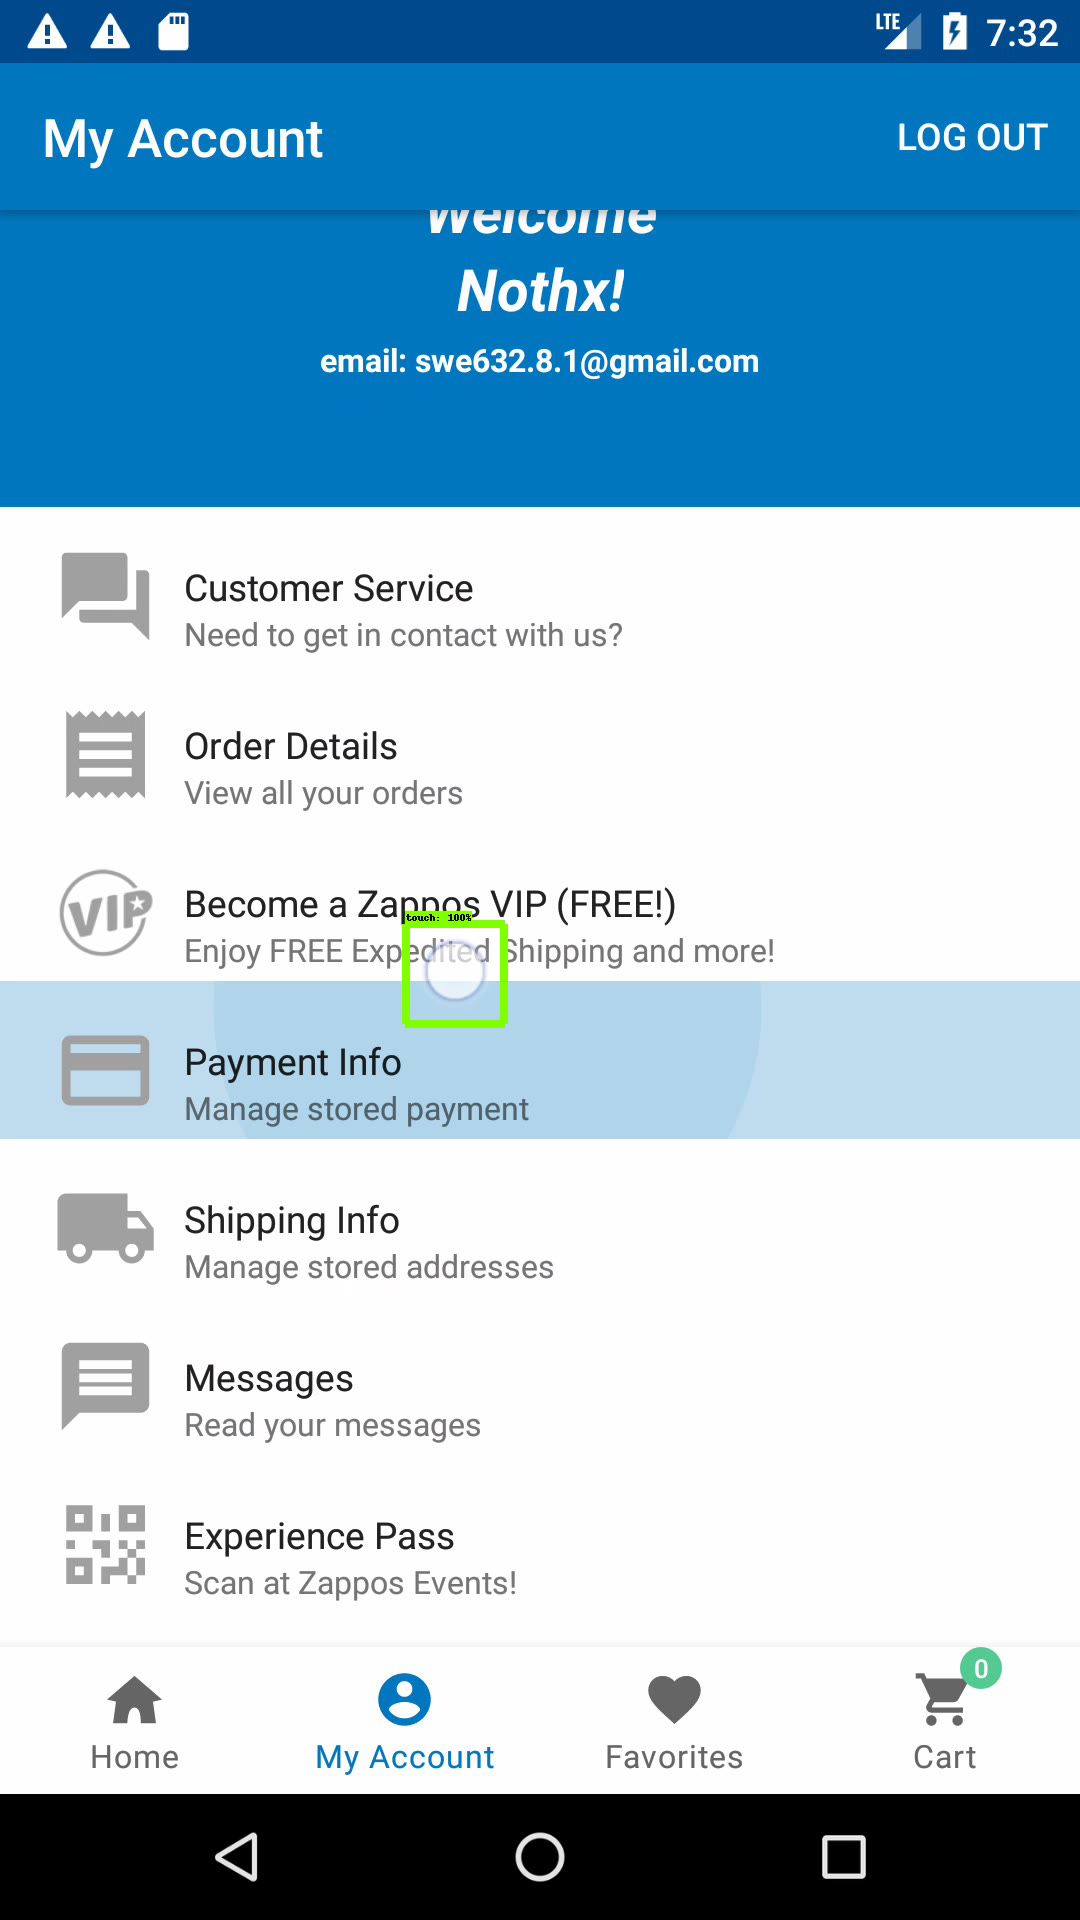 LTE 7:32
My Account LOG OUT
Welcome
Nothx!
email: swe632.8.1@gmail.com
Customer Service
Need to get in contact with us?
Order Details
View all your orders
VIP
Become a Zappos VIP (FREE!)
touch: 100%
Enjoy FREE Expedited Shipping and more!
Payment Info
Manage stored payment
Shipping Info
Manage stored addresses
Messages
Read your messages
Experience Pass
Scan at Zappos Events!
0
Home My Account Favorites Cart